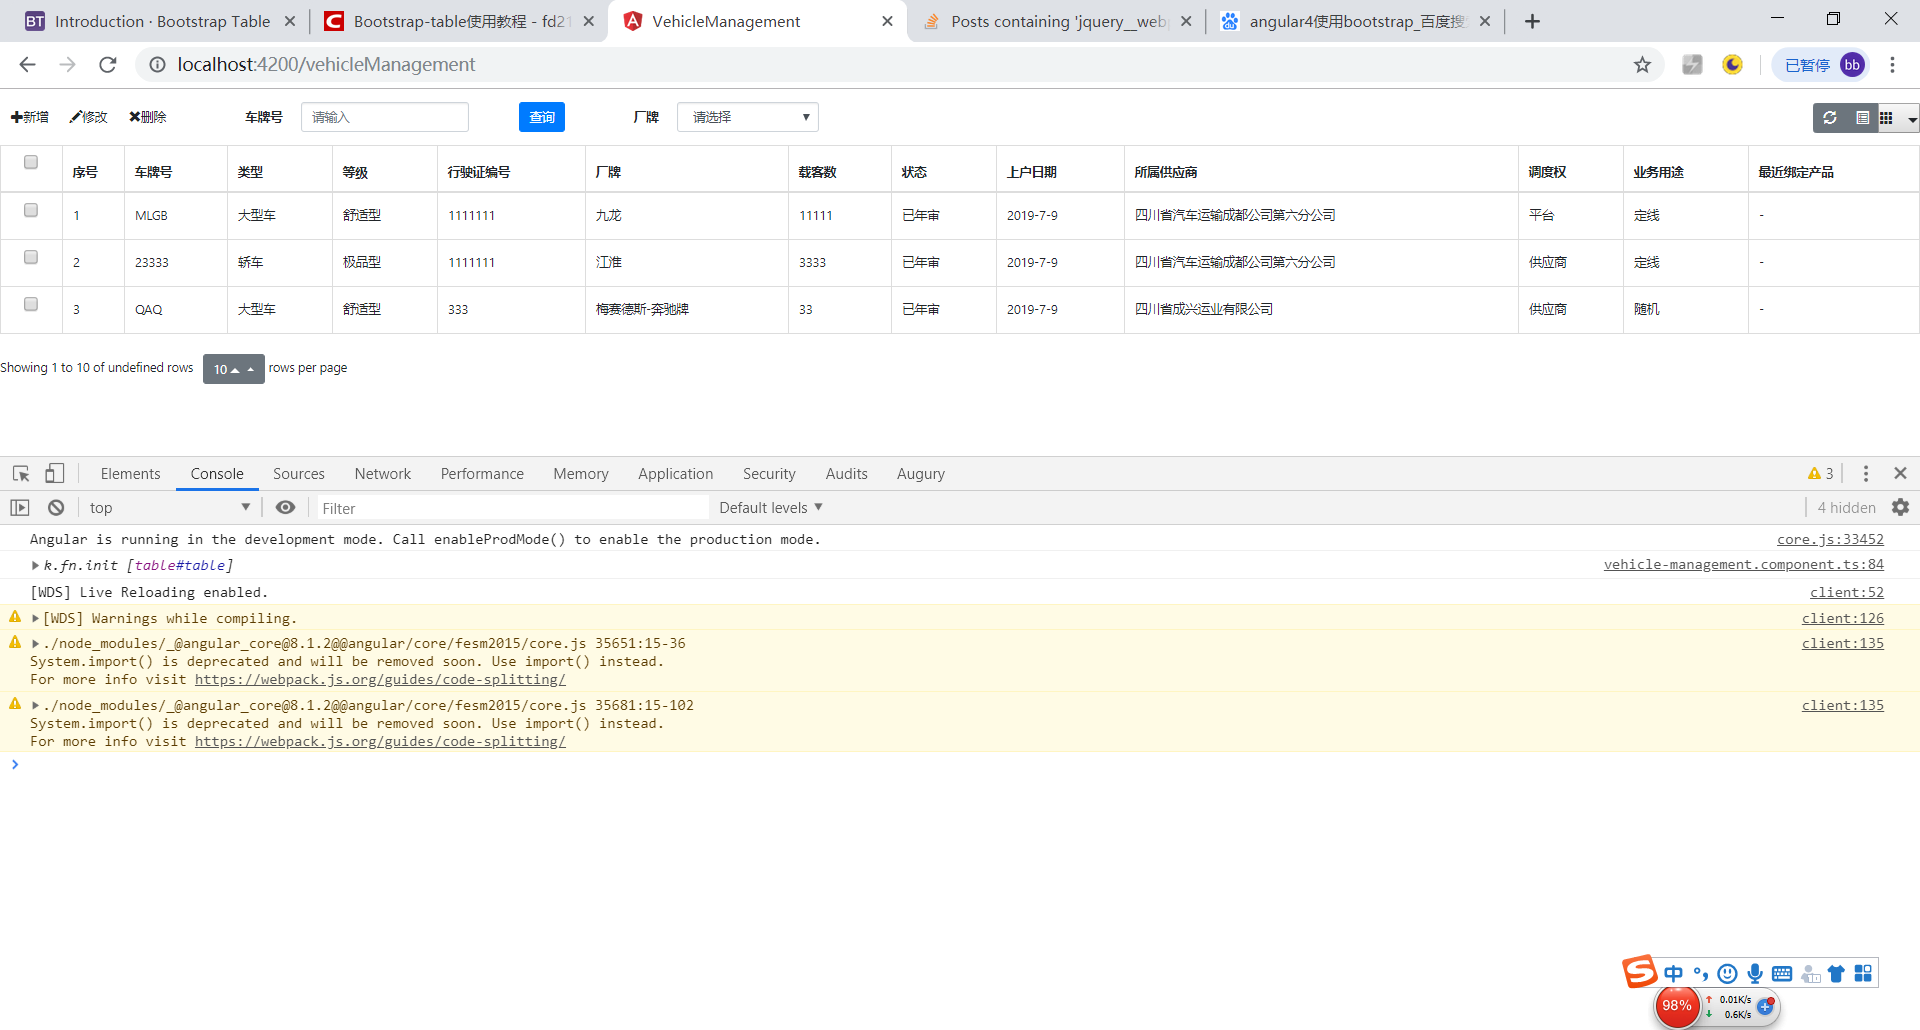 BT Introduction · Bootstrap Table
C Bootstrap-table使用教程 - fd21
VehicleManagement
Posts containing 'jquery__webp
angular4使用bootstrap_百度搜
localhost:4200/vehicleManagement
已暂停 bb
新增 修改 删除 车牌号 请输入 查询 厂牌 请选择
序号 车牌号 类型 等级 行驶证编号 厂牌 载客数 状态 上户日期 所属供应商 调度权 业务用途 最近绑定产品
1 MLGB 大型车 舒适型 1111111 九龙 11111 已年审 2019-7-9 四川省汽车运输成都公司第六分公司 平台 定线 -
2 23333 轿车 极品型 1111111 江淮 3333 已年审 2019-7-9 四川省汽车运输成都公司第六分公司 供应商 定线 -
3 QAQ 大型车 舒适型 333 梅赛德斯-奔驰牌 33 已年审 2019-7-9 四川省成兴运业有限公司 供应商 随机 -
Showing 1 to 10 of undefined rows 10 rows per page
Elements Console Sources Network Performance Memory Application Security Audits Augury 3
top Filter Default levels 4 hidden
Angular is running in the development mode. Call enableProdMode() to enable the production mode. core.js:33452
k.fn.init [table#table] vehicle-management.component.ts:84
[WDS] Live Reloading enabled. client:52
[WDS] Warnings while compiling. client:126
./node_modules/_@angular_core@8.1.2@@angular/core/fesm2015/core.js 35651:15-36 client:135
System.import() is deprecated and will be removed soon. Use import() instead.
For more info visit https://webpack.js.org/guides/code-splitting/
./node_modules/_@angular_core@8.1.2@@angular/core/fesm2015/core.js 35681:15-102 client:135
System.import() is deprecated and will be removed soon. Use import() instead.
For more info visit https://webpack.js.org/guides/code-splitting/
S 中
98% 0.01K/s
0.6K/s